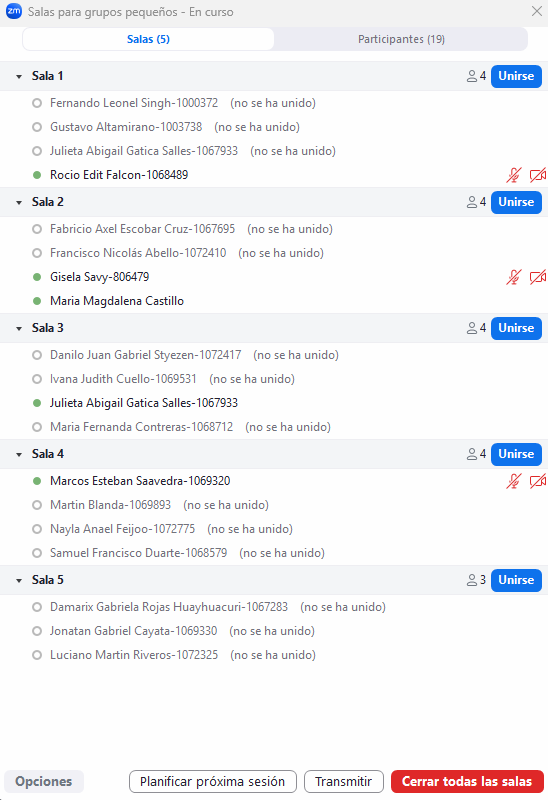 zm Salas para grupos pequeños - En curso
Salas (5) Participantes (19)
Sala 1 4 Unirse
Fernando Leonel Singh-1000372 (no se ha unido)
Gustavo Altamirano-1003738 (no se ha unido)
Julieta Abigail Gatica Salles-1067933 (no se ha unido)
Rocio Edit Falcon-1068489
Sala 2 4 Unirse
Fabricio Axel Escobar Cruz-1067695 (no se ha unido)
Francisco Nicolás Abello-1072410 (no se ha unido)
Gisela Savy-806479
Maria Magdalena Castillo
Sala 3 4 Unirse
Danilo Juan Gabriel Styezen-1072417 (no se ha unido)
Ivana Judith Cuello-1069531 (no se ha unido)
Julieta Abigail Gatica Salles-1067933
Maria Fernanda Contreras-1068712 (no se ha unido)
Sala 4 4 Unirse
Marcos Esteban Saavedra-1069320
Martin Blanda-1069893 (no se ha unido)
Nayla Anael Feijoo-1072775 (no se ha unido)
Samuel Francisco Duarte-1068579 (no se ha unido)
Sala 5 3 Unirse
Damarix Gabriela Rojas Huayhuacuri-1067283 (no se ha unido)
Jonatan Gabriel Cayata-1069330 (no se ha unido)
Luciano Martin Riveros-1072325 (no se ha unido)
Opciones Planificar próxima sesión Transmitir Cerrar todas las salas